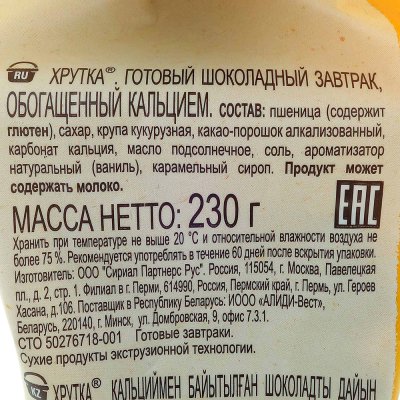 RU ХРУТКА®. ГОТОВЫЙ ШОКОЛАДНЫЙ ЗАВТРАК,
ОБОГАЩЕННЫЙ КАЛЬЦИЕМ. СОСТАВ: пшеница (содержит
глютен), сахар, крупа кукурузная, какао-порошок алкализованный,
карбонат кальция, масло подсолнечное, соль, ароматизатор
натуральный (ваниль), карамельный сироп. Продукт может
содержать молоко.
МАССА НЕТТО: 230 г
EAC
Хранить при температуре не выше 20 °С и относительной влажности воздуха не
более 75 %. Рекомендуется употребить в течение 60 дней после вскрытия упаковки.
Изготовитель: ООО "Сириал Партнерс Рус". Россия, 115054, г. Москва, Павелецкая
пл., д. 2, стр. 1. Филиал в г. Перми, 614990, Россия, Пермский край, г. Пермь, ул. Героев
Хасана, д.106. Поставщик в Республику Беларусь: ИООО «АЛИДИ-Вест»,
Беларусь, 220140, г. Минск, ул. Домбровская, 9, офис 7.3.1.
СТО 50276718-001 Готовые завтраки.
Сухие продукты экструзионной технологии.
KZ ХРУТКА® КАЛЬЦИЙМЕН БАЙЫТЫЛҒАН ШОКОЛАДТЫ ДАЙЫН